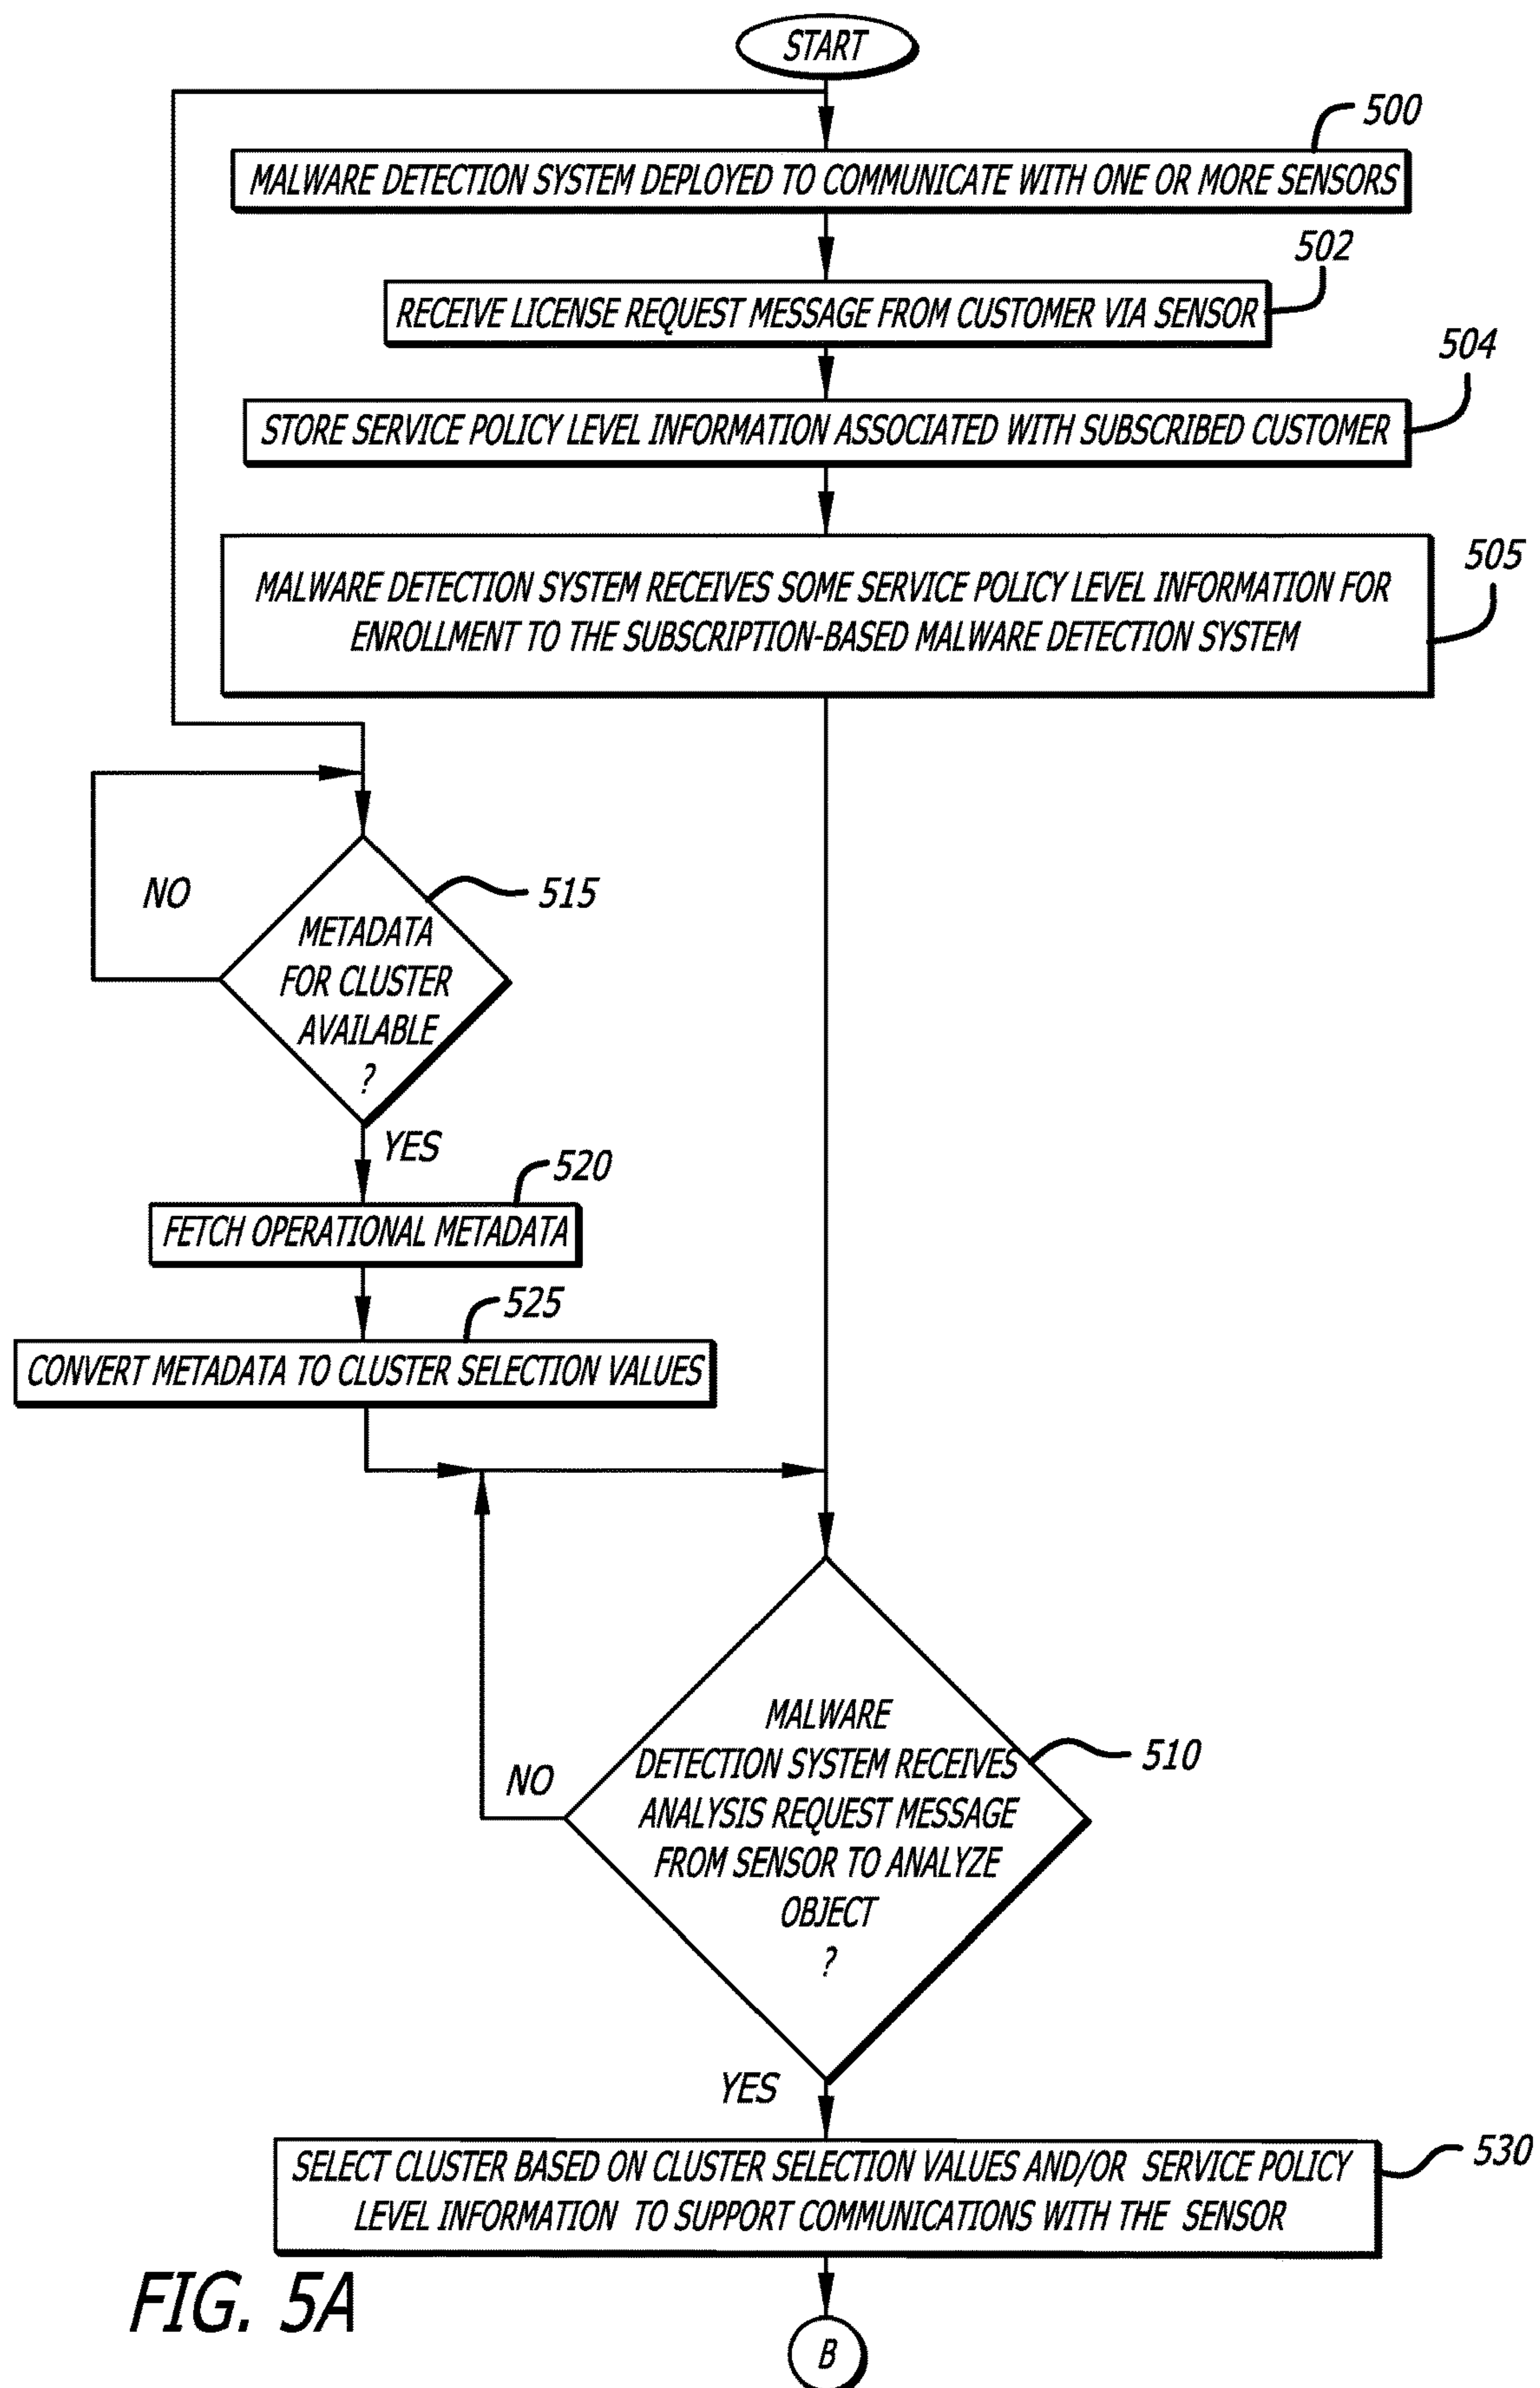 START
500
MALWARE DETECTION SYSTEM DEPLOYED TO COMMUNICATE WITH ONE OR MORE SENSORS
502
RECEIVE LICENSE REQUEST MESSAGE FROM CUSTOMER VIA SENSOR
504
STORE SERVICE POLICY LEVEL INFORMATION ASSOCIATED WITH SUBSCRIBED CUSTOMER
505
MALWARE DETECTION SYSTEM RECEIVES SOME SERVICE POLICY LEVEL INFORMATION FOR
ENROLLMENT TO THE SUBSCRIPTION-BASED MALWARE DETECTION SYSTEM
NO
515
METADATA
FOR CLUSTER
AVAILABLE
?
YES
520
FETCH OPERATIONAL METADATA
525
CONVERT METADATA TO CLUSTER SELECTION VALUES
NO
510
MALWARE
DETECTION SYSTEM RECEIVES
ANALYSIS REQUEST MESSAGE
FROM SENSOR TO ANALYZE
OBJECT
?
YES
530
SELECT CLUSTER BASED ON CLUSTER SELECTION VALUES AND/OR SERVICE POLICY
LEVEL INFORMATION TO SUPPORT COMMUNICATIONS WITH THE SENSOR
FIG. 5A
B